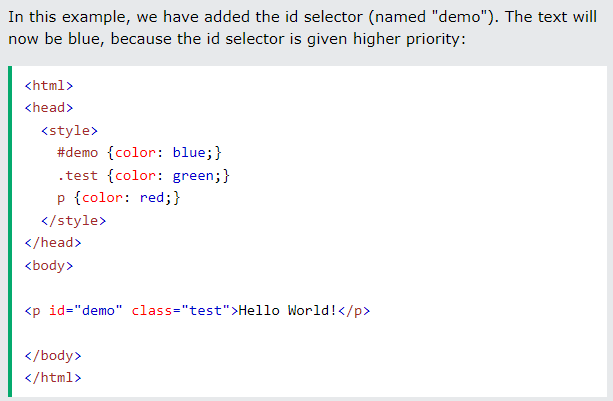 In this example, we have added the id selector (named "demo"). The text will
now be blue, because the id selector is given higher priority:
<html>
<head>
  <style>
    #demo {color: blue;}
    .test {color: green;}
    p {color: red;}
  </style>
</head>
<body>

<p id="demo" class="test">Hello World!</p>

</body>
</html>